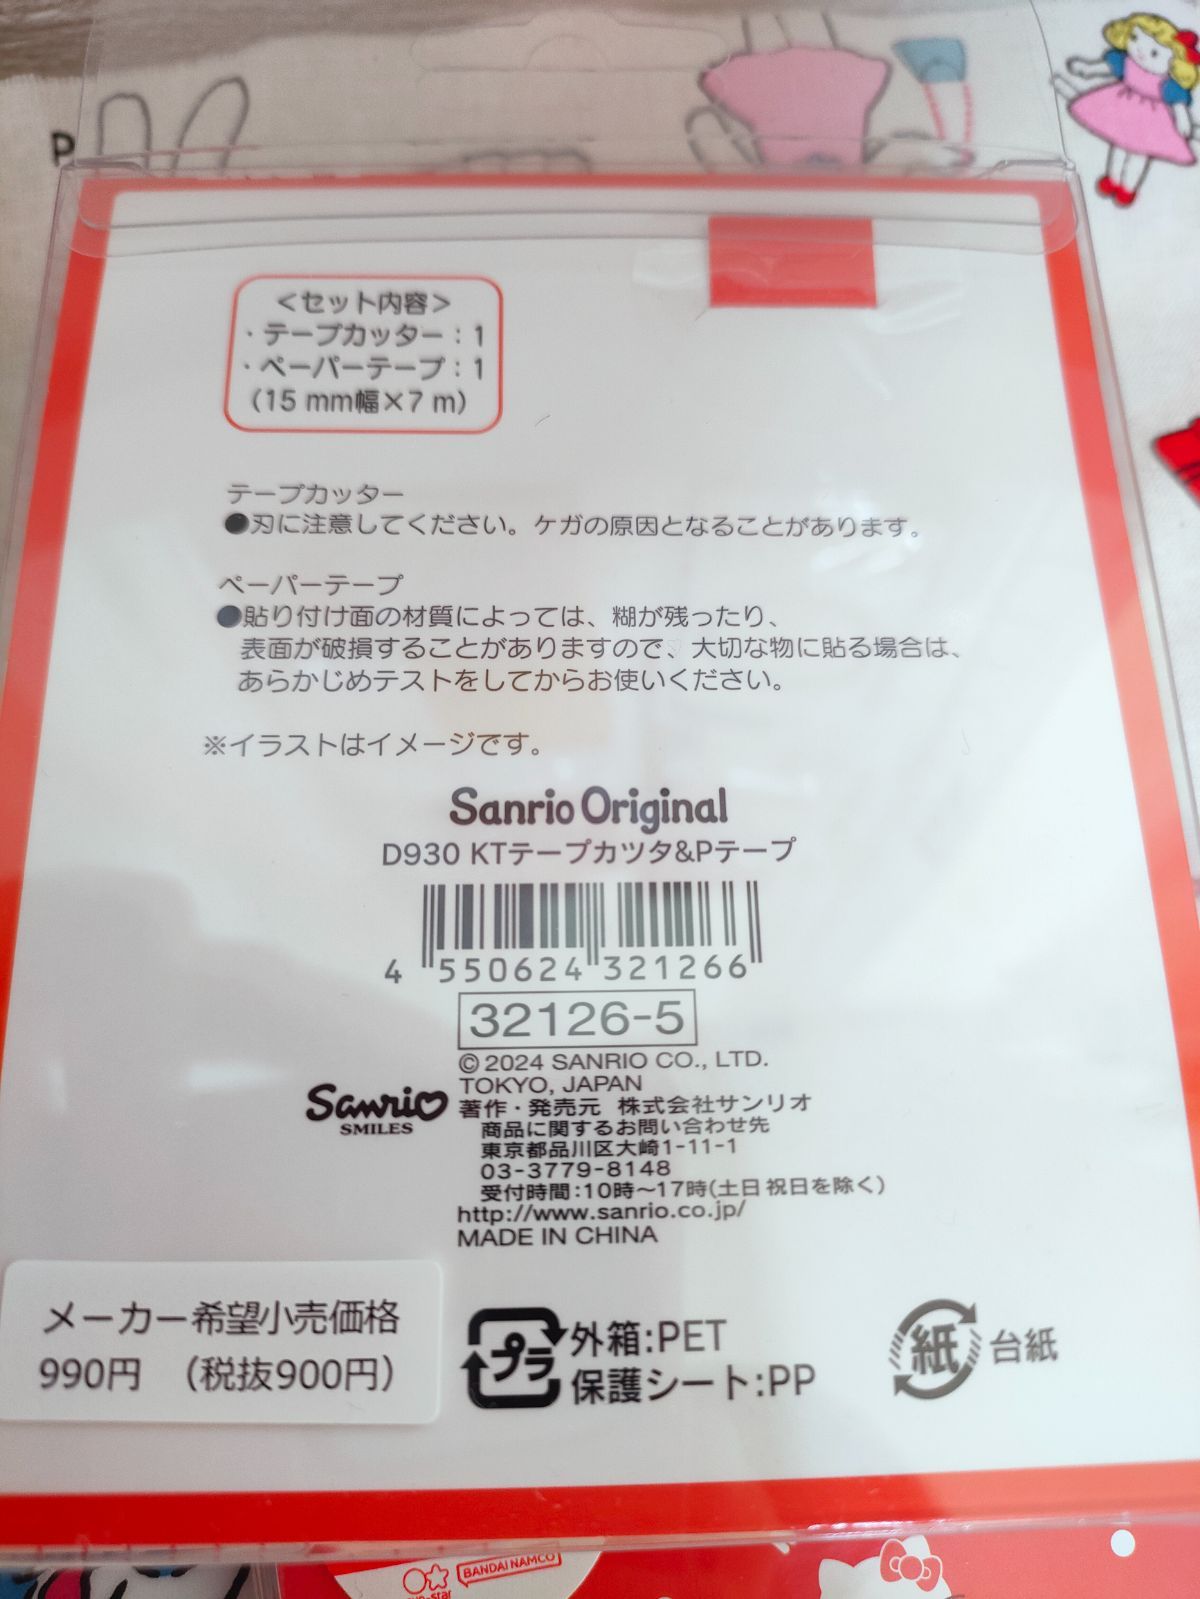 P
<セット内容>
・テープカッター：1
・ペーパーテープ：1
（15 mm幅×7 m）
テープカッター
●刃に注意してください。ケガの原因となることがあります。
ペーパーテープ
●貼り付け面の材質によっては、糊が残ったり、
表面が破損することがありますので、大切な物に貼る場合は、
あらかじめテストをしてからお使いください。
※イラストはイメージです。
Sanrio Original
D930 KTテープカツタ&Pテープ
4 550624 321266
32126-5
© 2024 SANRIO CO., LTD.
TOKYO, JAPAN
Sanrio
SMILES
著作・発売元 株式会社サンリオ
商品に関するお問い合わせ先
東京都品川区大崎1-11-1
03-3779-8148
受付時間:10時～17時(土日祝日を除く)
http://www.sanrio.co.jp/
MADE IN CHINA
メーカー希望小売価格
990円 （税抜900円）
プラ
外箱:PET
保護シート:PP
紙
台紙
BANDAI NAMCO